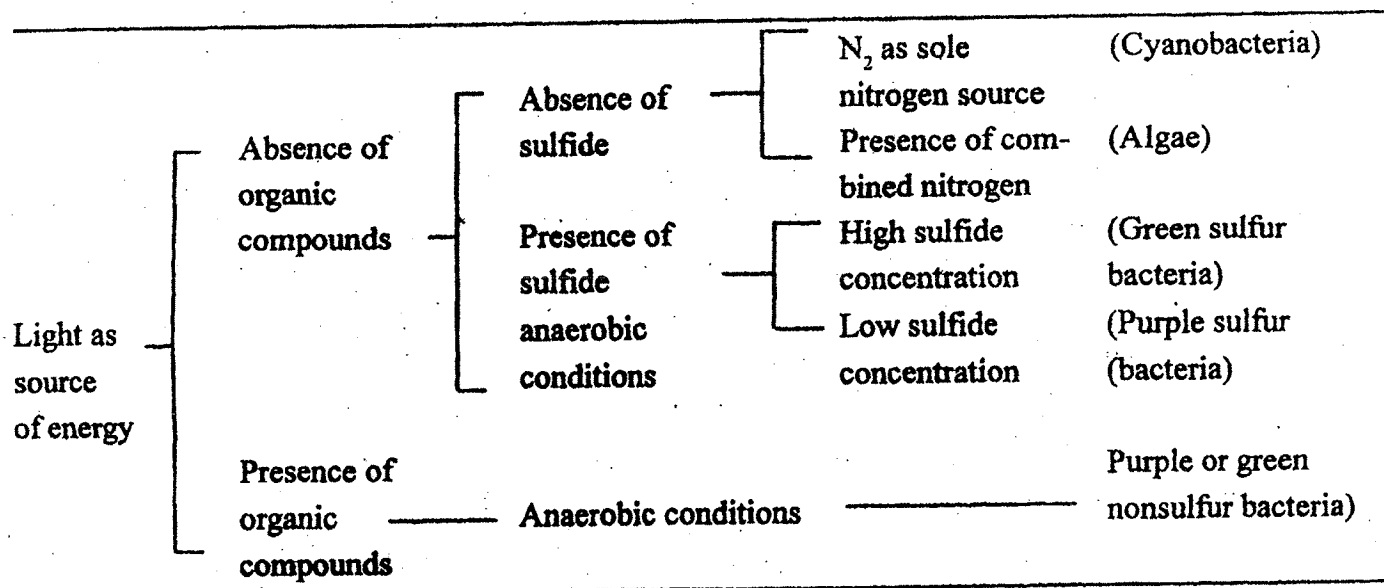 N₂ as sole (Cyanobacteria)
nitrogen source
Absence of
sulfide
Presence of com- (Algae)
bined nitrogen
Absence of
organic
compounds
Presence of
sulfide
anaerobic
conditions
High sulfide (Green sulfur
concentration bacteria)
Low sulfide (Purple sulfur
concentration (bacteria)
Light as
source
of energy
Presence of
organic
compounds
Anaerobic conditions
Purple or green
nonsulfur bacteria)